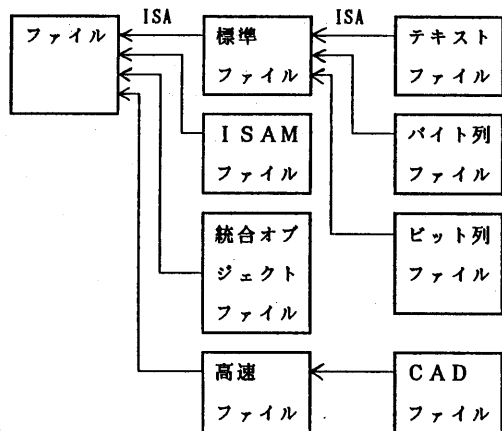 ISA
ISA
ファイル
標準
ファイル
テキスト
ファイル
ISAM
ファイル
バイト列
ファイル
統合オブ
ジェクト
ファイル
ビット列
ファイル
高速
ファイル
CAD
ファイル